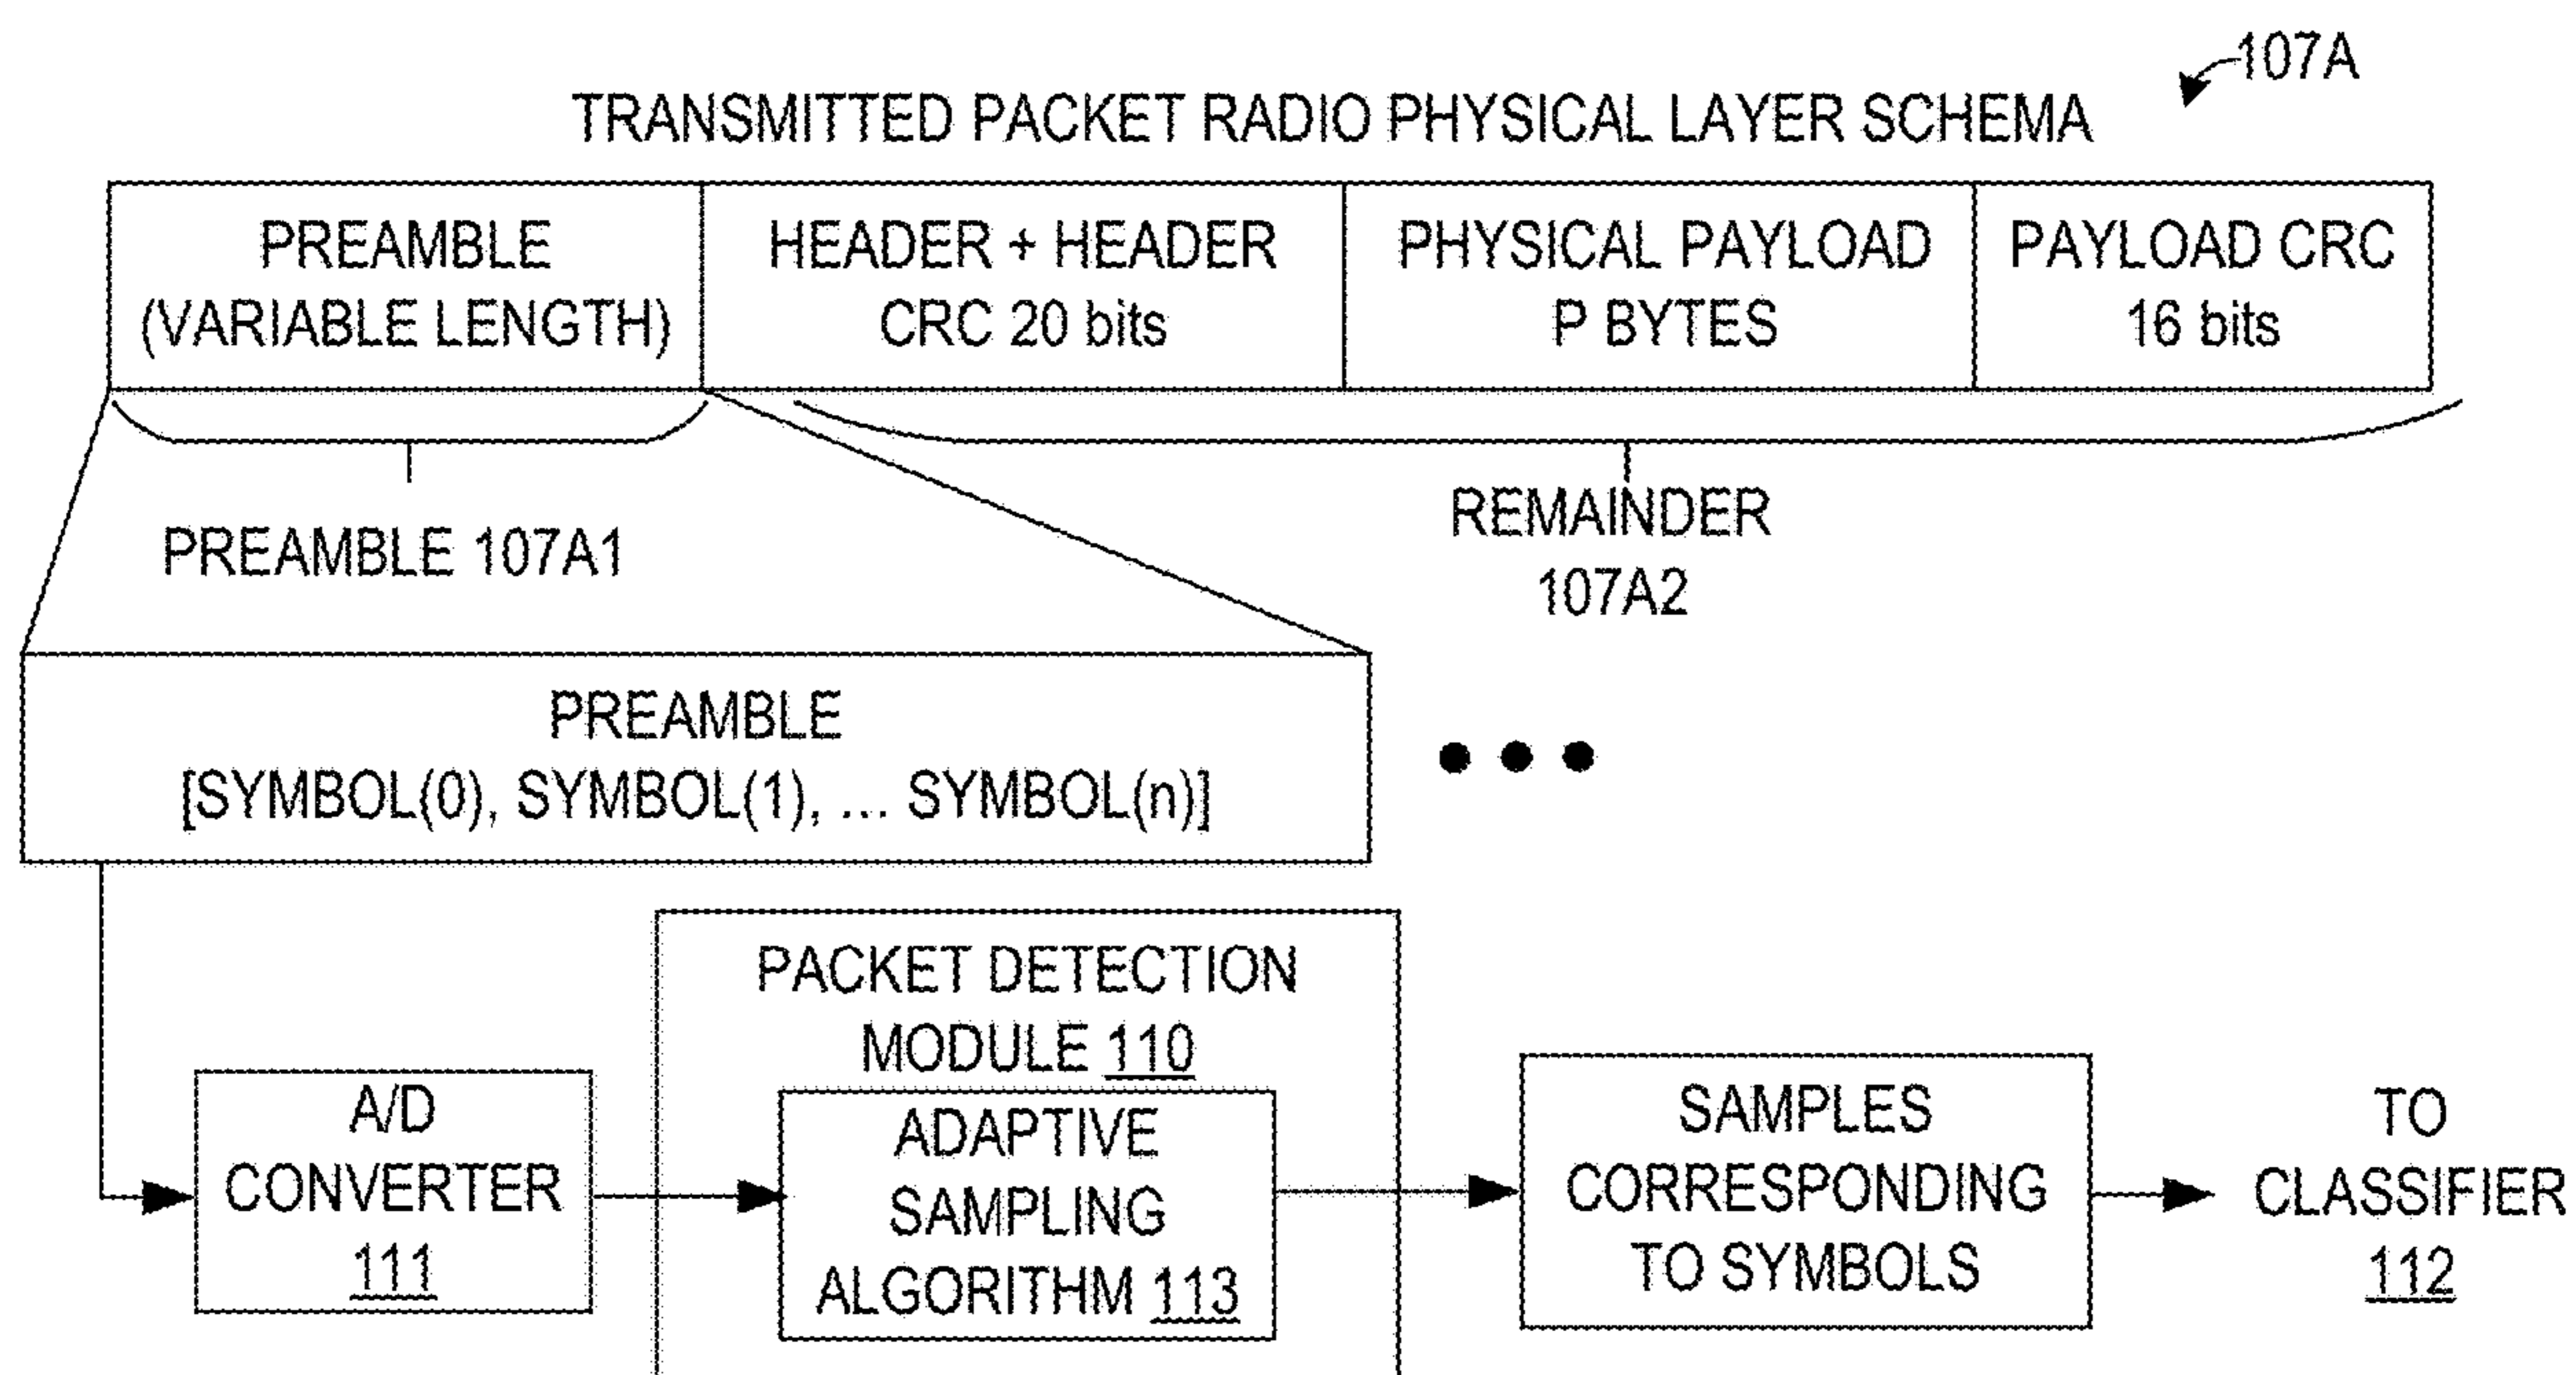 107A
TRANSMITTED PACKET RADIO PHYSICAL LAYER SCHEMA
PREAMBLE
(VARIABLE LENGTH)
HEADER + HEADER
CRC 20 bits
PHYSICAL PAYLOAD
P BYTES
PAYLOAD CRC
16 bits
PREAMBLE 107A1
REMAINDER
107A2
PREAMBLE
[SYMBOL(0), SYMBOL(1), ... SYMBOL(n)]
PACKET DETECTION
MODULE 110
A/D
CONVERTER
111
ADAPTIVE
SAMPLING
ALGORITHM 113
SAMPLES
CORRESPONDING
TO SYMBOLS
TO
CLASSIFIER
112